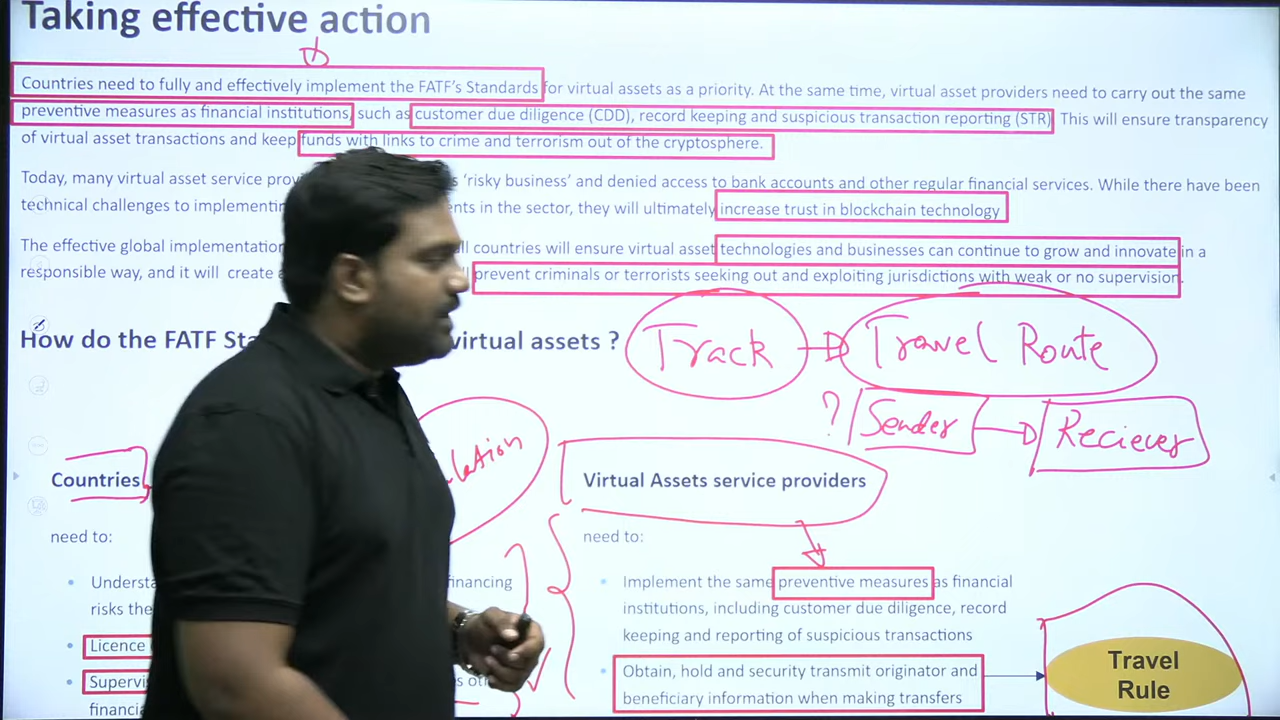 Taking effective action
Countries need to fully and effectively implement the FATF's Standards for virtual assets as a priority. At the same time, virtual asset providers need to carry out the same
preventive measures as financial institutions, such as customer due diligence (CDD), record keeping and suspicious transaction reporting (STR). This will ensure transparency
of virtual asset transactions and keep funds with links to crime and terrorism out of the cryptosphere.
Today, many virtual asset service 'risky business' and denied access to bank accounts and other regular financial services. While there have been
technical challenges to in the sector, they will ultimately increase trust in blockchain technology
The effective global countries will ensure virtual asset technologies and businesses can continue to grow and innovate in a
responsible way, and it will create prevent criminals or terrorists seeking out and exploiting jurisdictions with weak or no supervision.
How do the FATF virtual assets ?
Track
Travel Route
? Sender
Reciever
Countries
Virtual Assets service providers
need to:
need to:
financing
risks
Licence
Implement the same preventive measures as financial
institutions, including customer due diligence, record
keeping and reporting of suspicious transactions
Obtain, hold and security transmit originator and
beneficiary information when making transfers
Travel
Rule